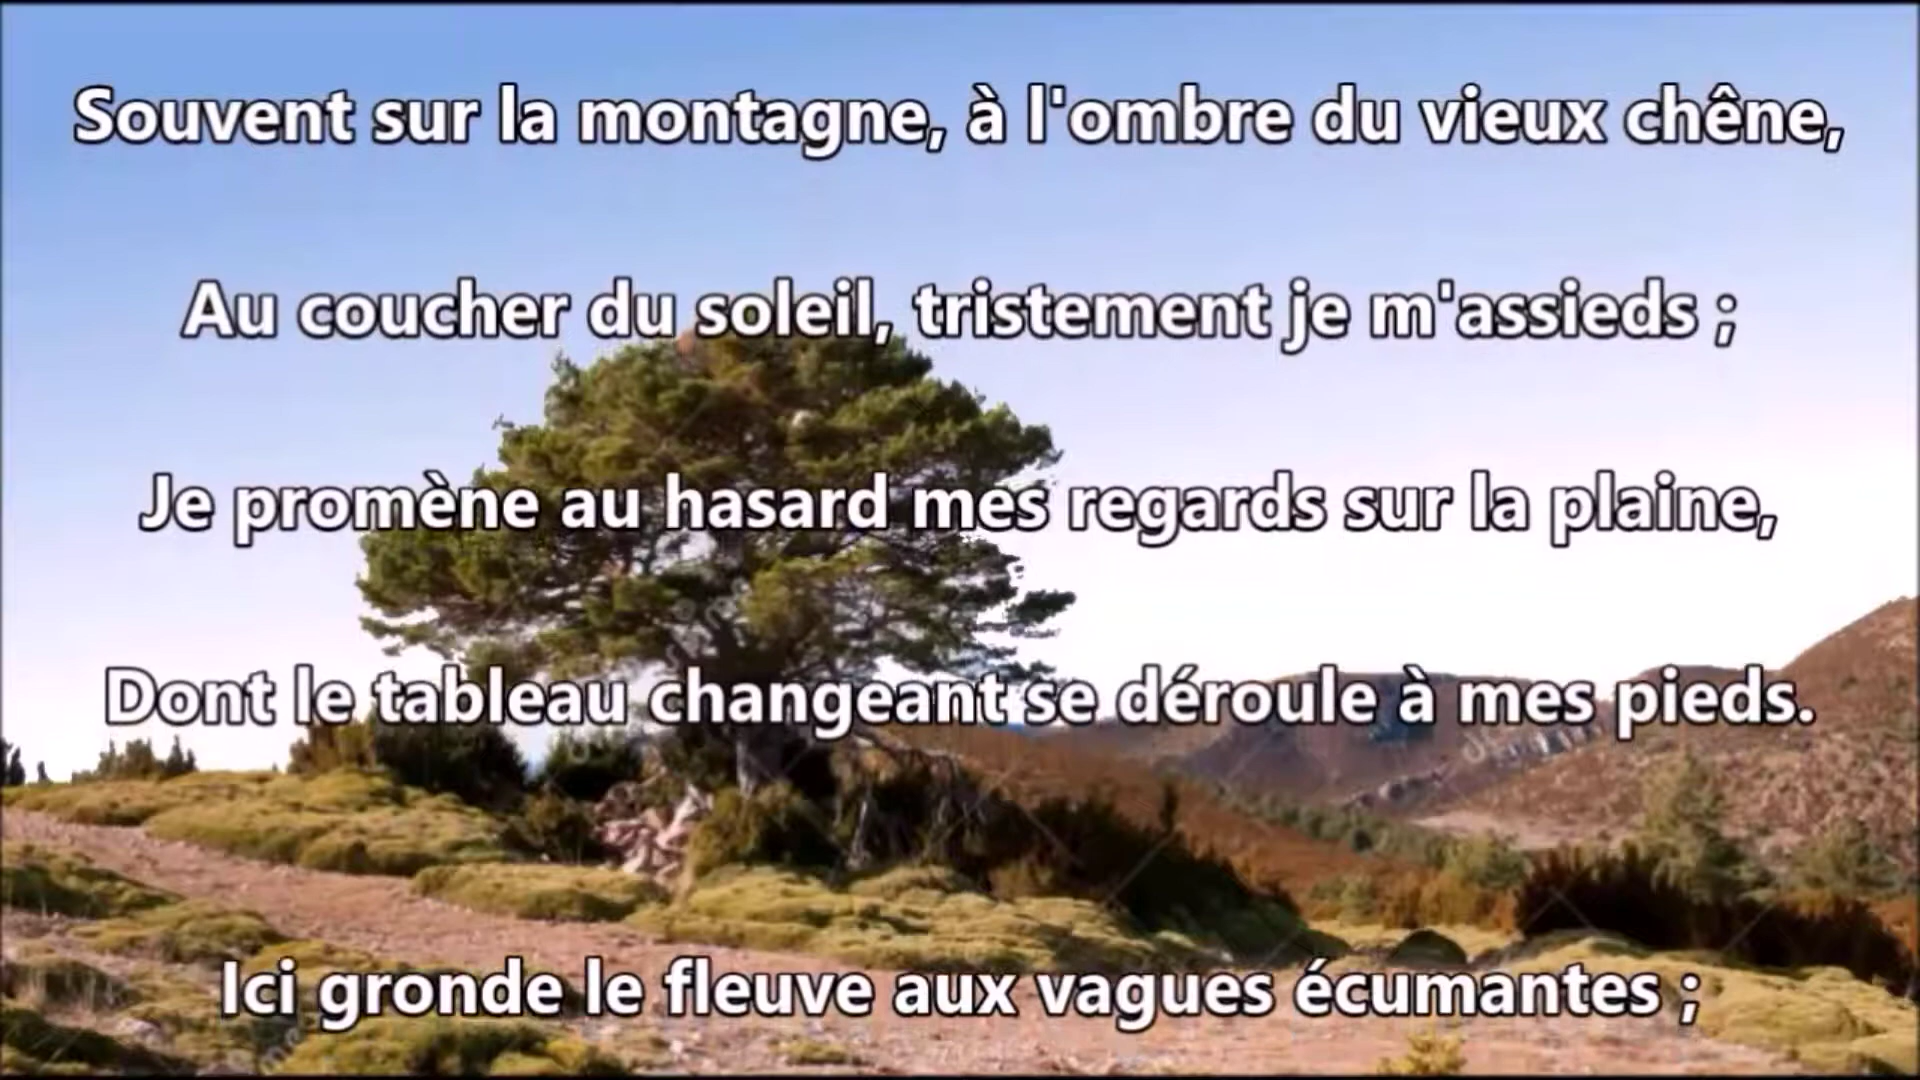 Souvent sur la montagne, à l'ombre du vieux chêne,
Au coucher du soleil, tristement je m'assieds ;
Je promène au hasard mes regards sur la plaine,
Dont le tableau changeant se déroule à mes pieds.
Ici gronde le fleuve aux vagues écumantes ;